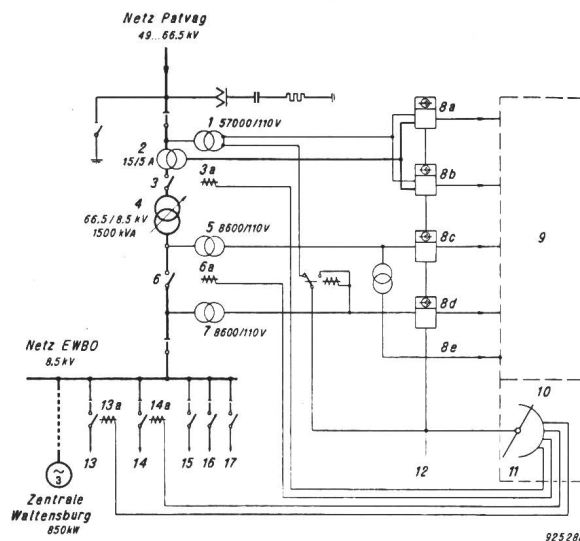 Netz Patvag
49...66.5 kV
1 57000/110V
2
15/5 A
3
3a
4
66.5/8.5 kV
1500 kVA
5 8600/110V
6
6a
7 8600/110V
8a
8b
8c
8d
8e
9
Netz EWBO
8.5 kV
10
13a
14a
13
14
15
16
17
12
11
~
3
Zentrale
Waltensburg
850kW
92528